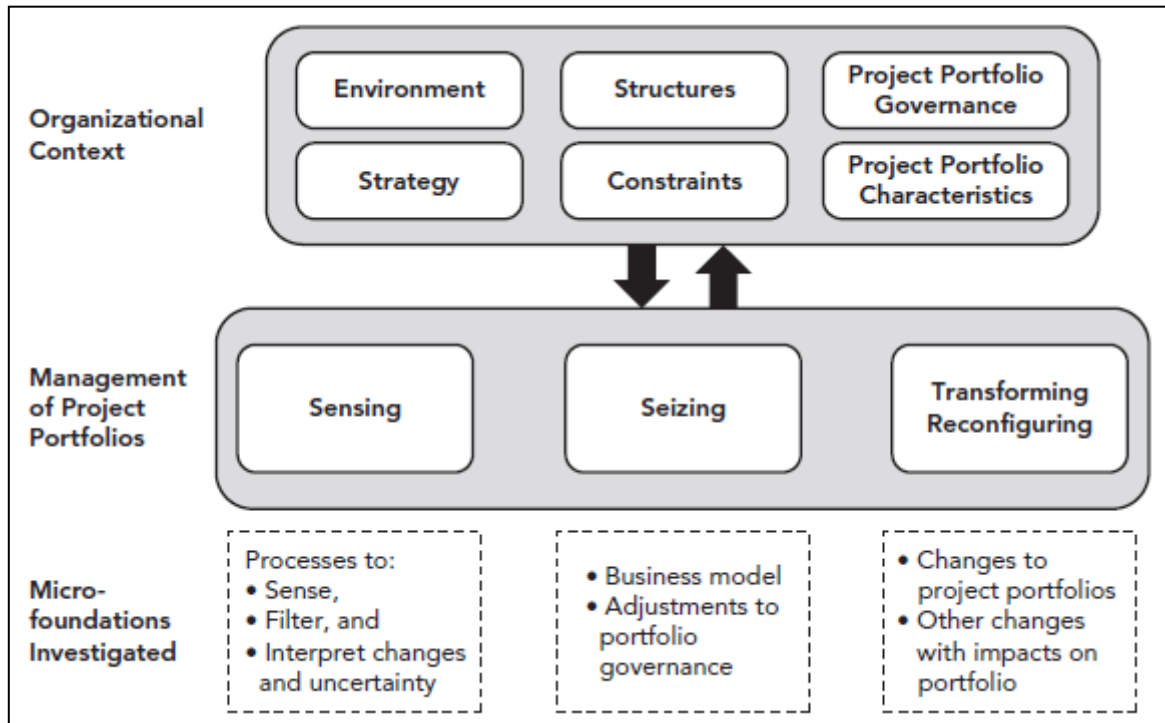 Organizational
Context
Environment
Structures
Project Portfolio
Governance
Strategy
Constraints
Project Portfolio
Characteristics
Management
of Project
Portfolios
Sensing
Seizing
Transforming
Reconfiguring
Micro-
foundations
Investigated
Processes to:
• Sense,
• Filter, and
• Interpret changes
and uncertainty
• Business model
• Adjustments to
portfolio
governance
• Changes to
project portfolios
• Other changes
with impacts on
portfolio